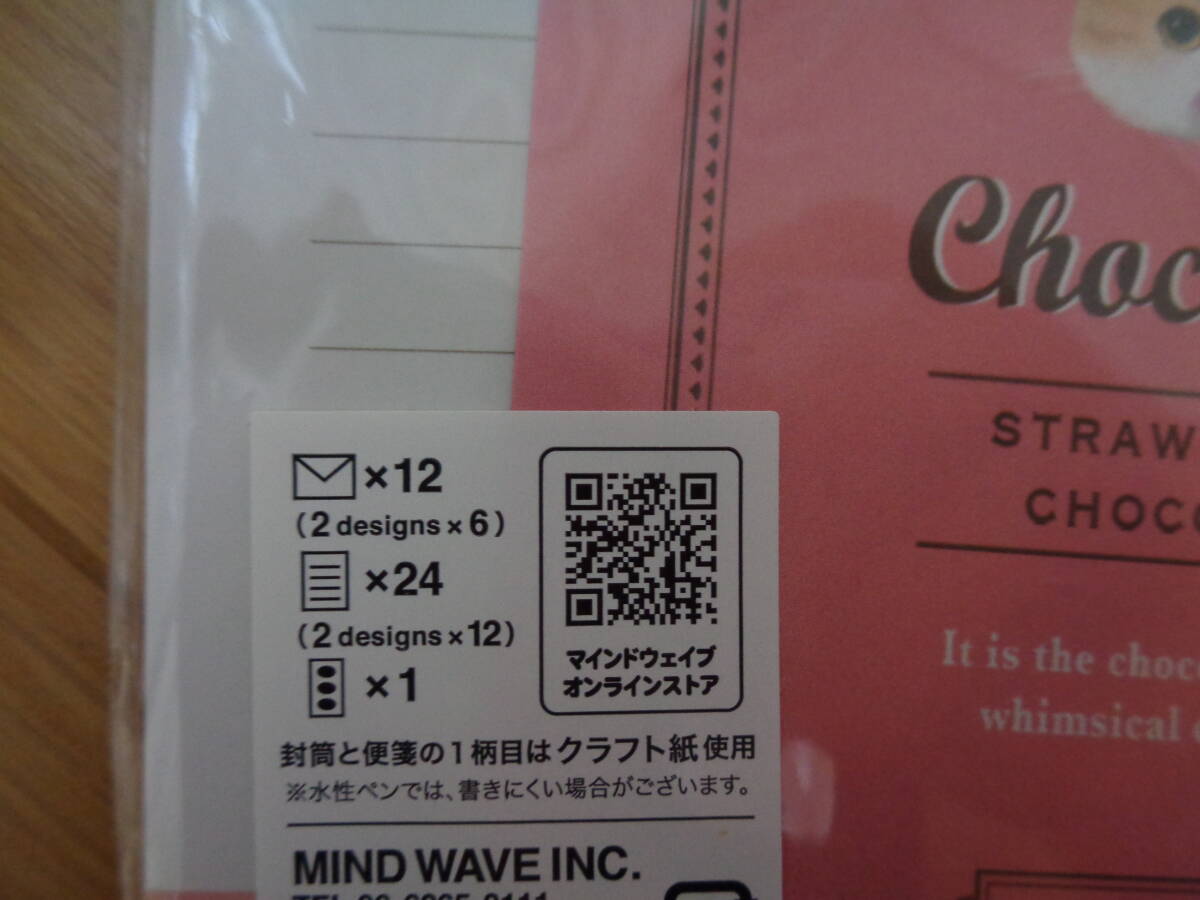 Choc
STRAW
CHOC
It is the choc
whimsical
×12
(2 designs × 6)
×24
(2 designs × 12)
×1
マインドウェイブ
オンラインストア
封筒と便箋の1柄目はクラフト紙使用
※水性ペンでは、書きにくい場合がございます。
MIND WAVE INC.